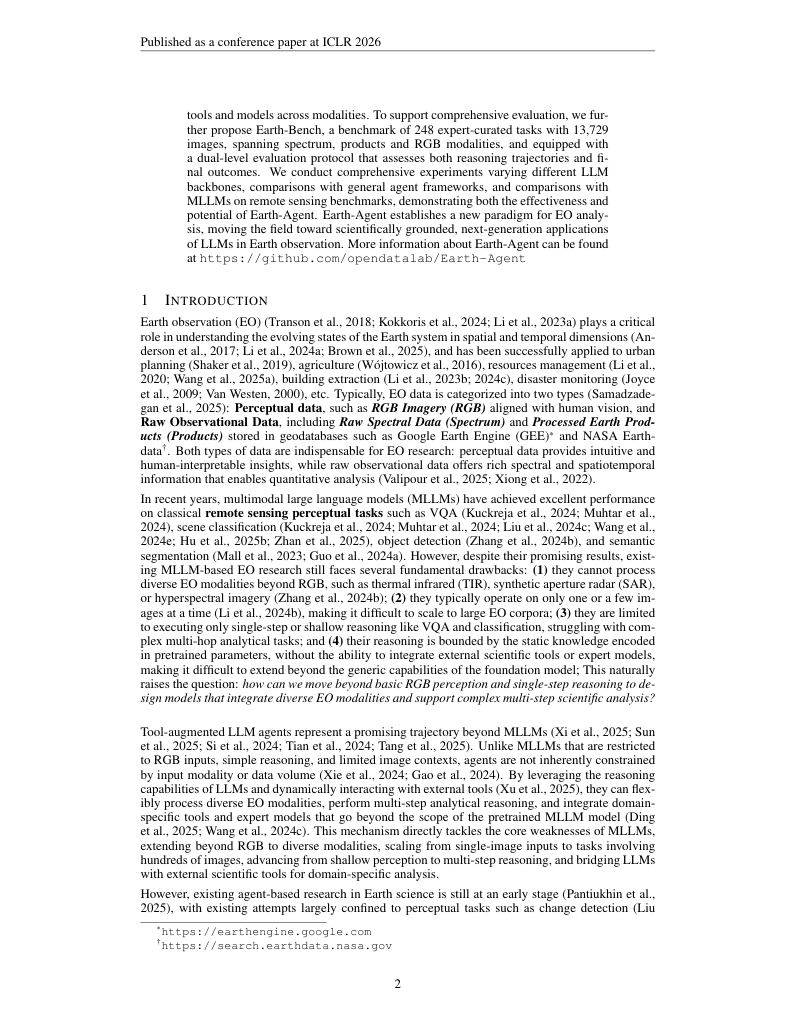 Published as a conference paper at ICLR 2026
tools and models across modalities. To support comprehensive evaluation, we fur-
ther propose Earth-Bench, a benchmark of 248 expert-curated tasks with 13,729
images, spanning spectrum, products and RGB modalities, and equipped with
a dual-level evaluation protocol that assesses both reasoning trajectories and fi-
nal outcomes. We conduct comprehensive experiments varying different LLM
backbones, comparisons with general agent frameworks, and comparisons with
MLLMs on remote sensing benchmarks, demonstrating both the effectiveness and
potential of Earth-Agent. Earth-Agent establishes a new paradigm for EO analy-
sis, moving the field toward scientifically grounded, next-generation applications
of LLMs in Earth observation. More information about Earth-Agent can be found
at https://github.com/opendatalab/Earth-Agent
1 INTRODUCTION
Earth observation (EO) (Transon et al., 2018; Kokkoris et al., 2024; Li et al., 2023a) plays a critical
role in understanding the evolving states of the Earth system in spatial and temporal dimensions (An-
derson et al., 2017; Li et al., 2024a; Brown et al., 2025), and has been successfully applied to urban
planning (Shaker et al., 2019), agriculture (Wójtowicz et al., 2016), resources management (Li et al.,
2020; Wang et al., 2025a), building extraction (Li et al., 2023b; 2024c), disaster monitoring (Joyce
et al., 2009; Van Westen, 2000), etc. Typically, EO data is categorized into two types (Samadzade-
gan et al., 2025): Perceptual data, such as RGB Imagery (RGB) aligned with human vision, and
Raw Observational Data, including Raw Spectral Data (Spectrum) and Processed Earth Prod-
ucts (Products) stored in geodatabases such as Google Earth Engine (GEE)* and NASA Earth-
data†. Both types of data are indispensable for EO research: perceptual data provides intuitive and
human-interpretable insights, while raw observational data offers rich spectral and spatiotemporal
information that enables quantitative analysis (Valipour et al., 2025; Xiong et al., 2022).
In recent years, multimodal large language models (MLLMs) have achieved excellent performance
on classical remote sensing perceptual tasks such as VQA (Kuckreja et al., 2024; Muhtar et al.,
2024), scene classification (Kuckreja et al., 2024; Muhtar et al., 2024; Liu et al., 2024c; Wang et al.,
2024e; Hu et al., 2025b; Zhan et al., 2025), object detection (Zhang et al., 2024b), and semantic
segmentation (Mall et al., 2023; Guo et al., 2024a). However, despite their promising results, exist-
ing MLLM-based EO research still faces several fundamental drawbacks: (1) they cannot process
diverse EO modalities beyond RGB, such as thermal infrared (TIR), synthetic aperture radar (SAR),
or hyperspectral imagery (Zhang et al., 2024b); (2) they typically operate on only one or a few im-
ages at a time (Li et al., 2024b), making it difficult to scale to large EO corpora; (3) they are limited
to executing only single-step or shallow reasoning like VQA and classification, struggling with com-
plex multi-hop analytical tasks; and (4) their reasoning is bounded by the static knowledge encoded
in pretrained parameters, without the ability to integrate external scientific tools or expert models,
making it difficult to extend beyond the generic capabilities of the foundation model; This naturally
raises the question: how can we move beyond basic RGB perception and single-step reasoning to de-
sign models that integrate diverse EO modalities and support complex multi-step scientific analysis?
Tool-augmented LLM agents represent a promising trajectory beyond MLLMs (Xi et al., 2025; Sun
et al., 2025; Si et al., 2024; Tian et al., 2024; Tang et al., 2025). Unlike MLLMs that are restricted
to RGB inputs, simple reasoning, and limited image contexts, agents are not inherently constrained
by input modality or data volume (Xie et al., 2024; Gao et al., 2024). By leveraging the reasoning
capabilities of LLMs and dynamically interacting with external tools (Xu et al., 2025), they can flex-
ibly process diverse EO modalities, perform multi-step analytical reasoning, and integrate domain-
specific tools and expert models that go beyond the scope of the pretrained MLLM model (Ding
et al., 2025; Wang et al., 2024c). This mechanism directly tackles the core weaknesses of MLLMs,
extending beyond RGB to diverse modalities, scaling from single-image inputs to tasks involving
hundreds of images, advancing from shallow perception to multi-step reasoning, and bridging LLMs
with external scientific tools for domain-specific analysis.
However, existing agent-based research in Earth science is still at an early stage (Pantiukhin et al.,
2025), with existing attempts largely confined to perceptual tasks such as change detection (Liu
*https://earthengine.google.com
†https://search.earthdata.nasa.gov
2